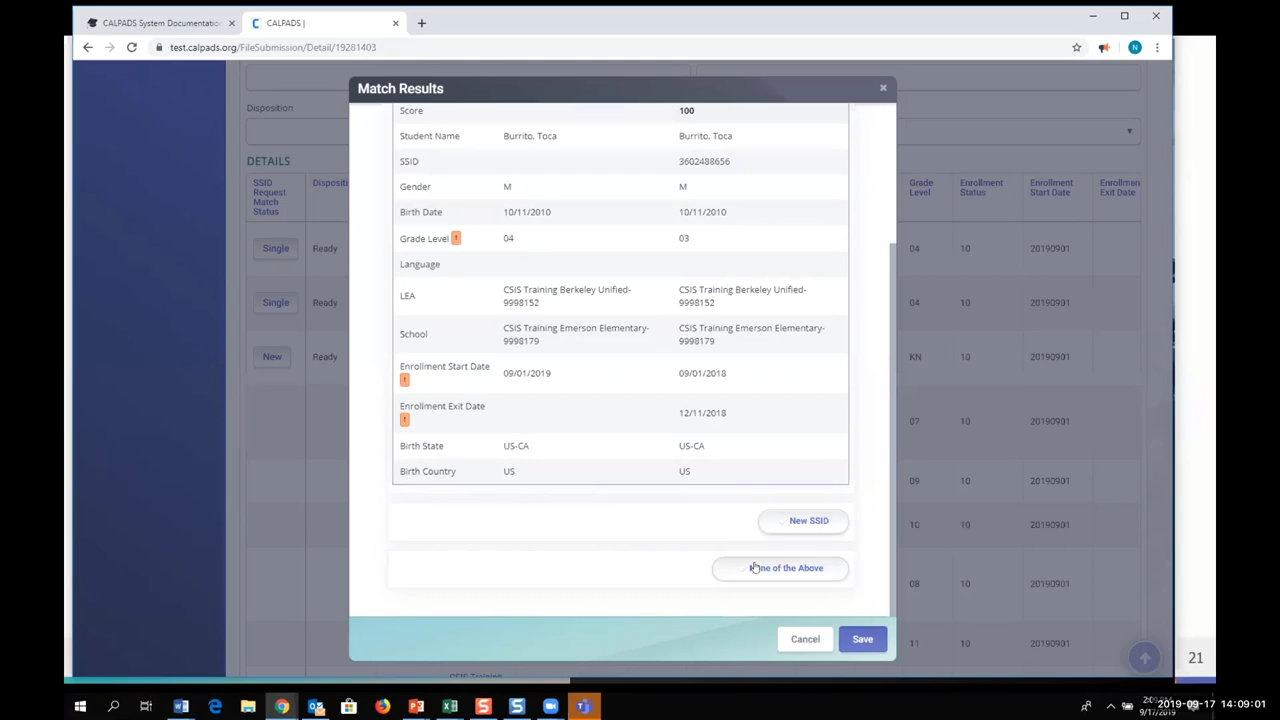 CALPADS System Documentation
CALPADS |
test.calpads.org/FileSubmission/Detail/19281403
N
Match Results
Disposition
DETAILS
SSID Request Match Status
Grade Level
Enrollment Status
Enrollment Start Date
Enrollment Exit Date
Score 100
Student Name Burrito, Toca Burrito, Toca
SSID 3602488656
Gender M M
Birth Date 10/11/2010 10/11/2010
Grade Level ! 04 03
Language
LEA CSIS Training Berkeley Unified- CSIS Training Berkeley Unified-
9998152 9998152
School CSIS Training Emerson Elementary- CSIS Training Emerson Elementary-
9998179 9998179
Enrollment Start Date
! 09/01/2019 09/01/2018
Enrollment Exit Date
! 12/11/2018
Birth State US-CA US-CA
Birth Country US US
New SSID
of the Above
Cancel Save
Single Ready 04 10 20190901
Single Ready 04 10 20190901
New Ready KN 10 20190901
07 10 20190901
09 10 20190901
10 10 20190901
08 10 20190901
11 10 20190901
21
2019-09-17 14:09:01
9/17/2019